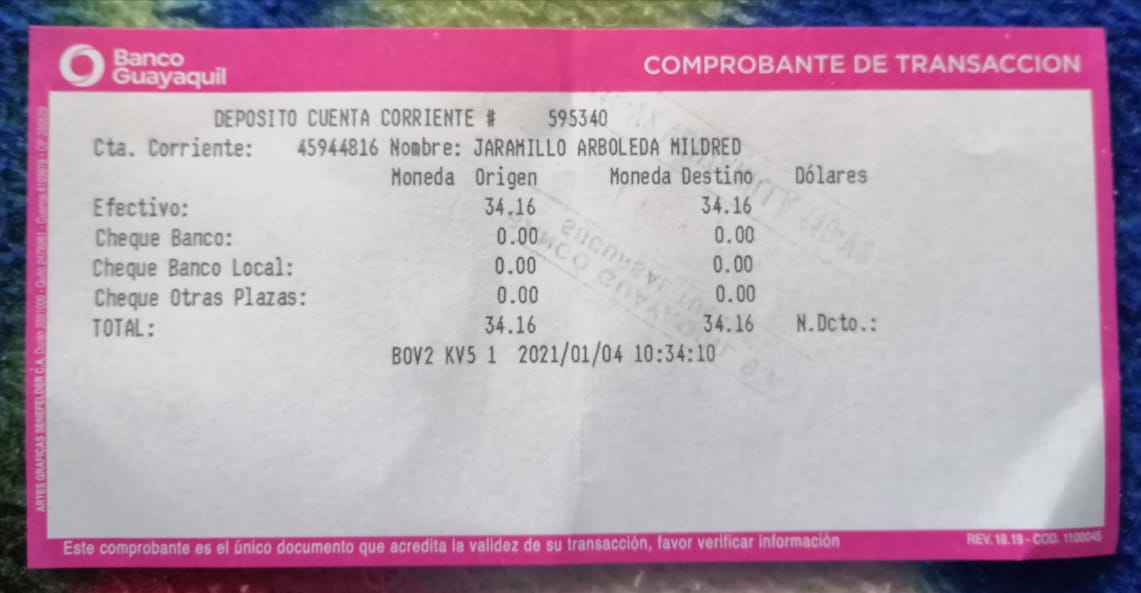 Banco
Guayaquil
COMPROBANTE DE TRANSACCION
DEPOSITO CUENTA CORRIENTE # 595340
Cta. Corriente: 45944816 Nombre: JARAMILLO ARBOLEDA MILDRED
Moneda Origen Moneda Destino Dólares
Efectivo: 34.16 34.16
Cheque Banco: 0.00 0.00
Cheque Banco Local: 0.00 0.00
Cheque Otras Plazas: 0.00 0.00
TOTAL: 34.16 34.16 N.Dcto.:
BOV2 KV5 1 2021/01/04 10:34:10
Este comprobante es el único documento que acredita la validez de su transacción, favor verificar información
REV. 10.19 - COD. 1100045
ARTES GRAFICAS SENEFELDER C.A.